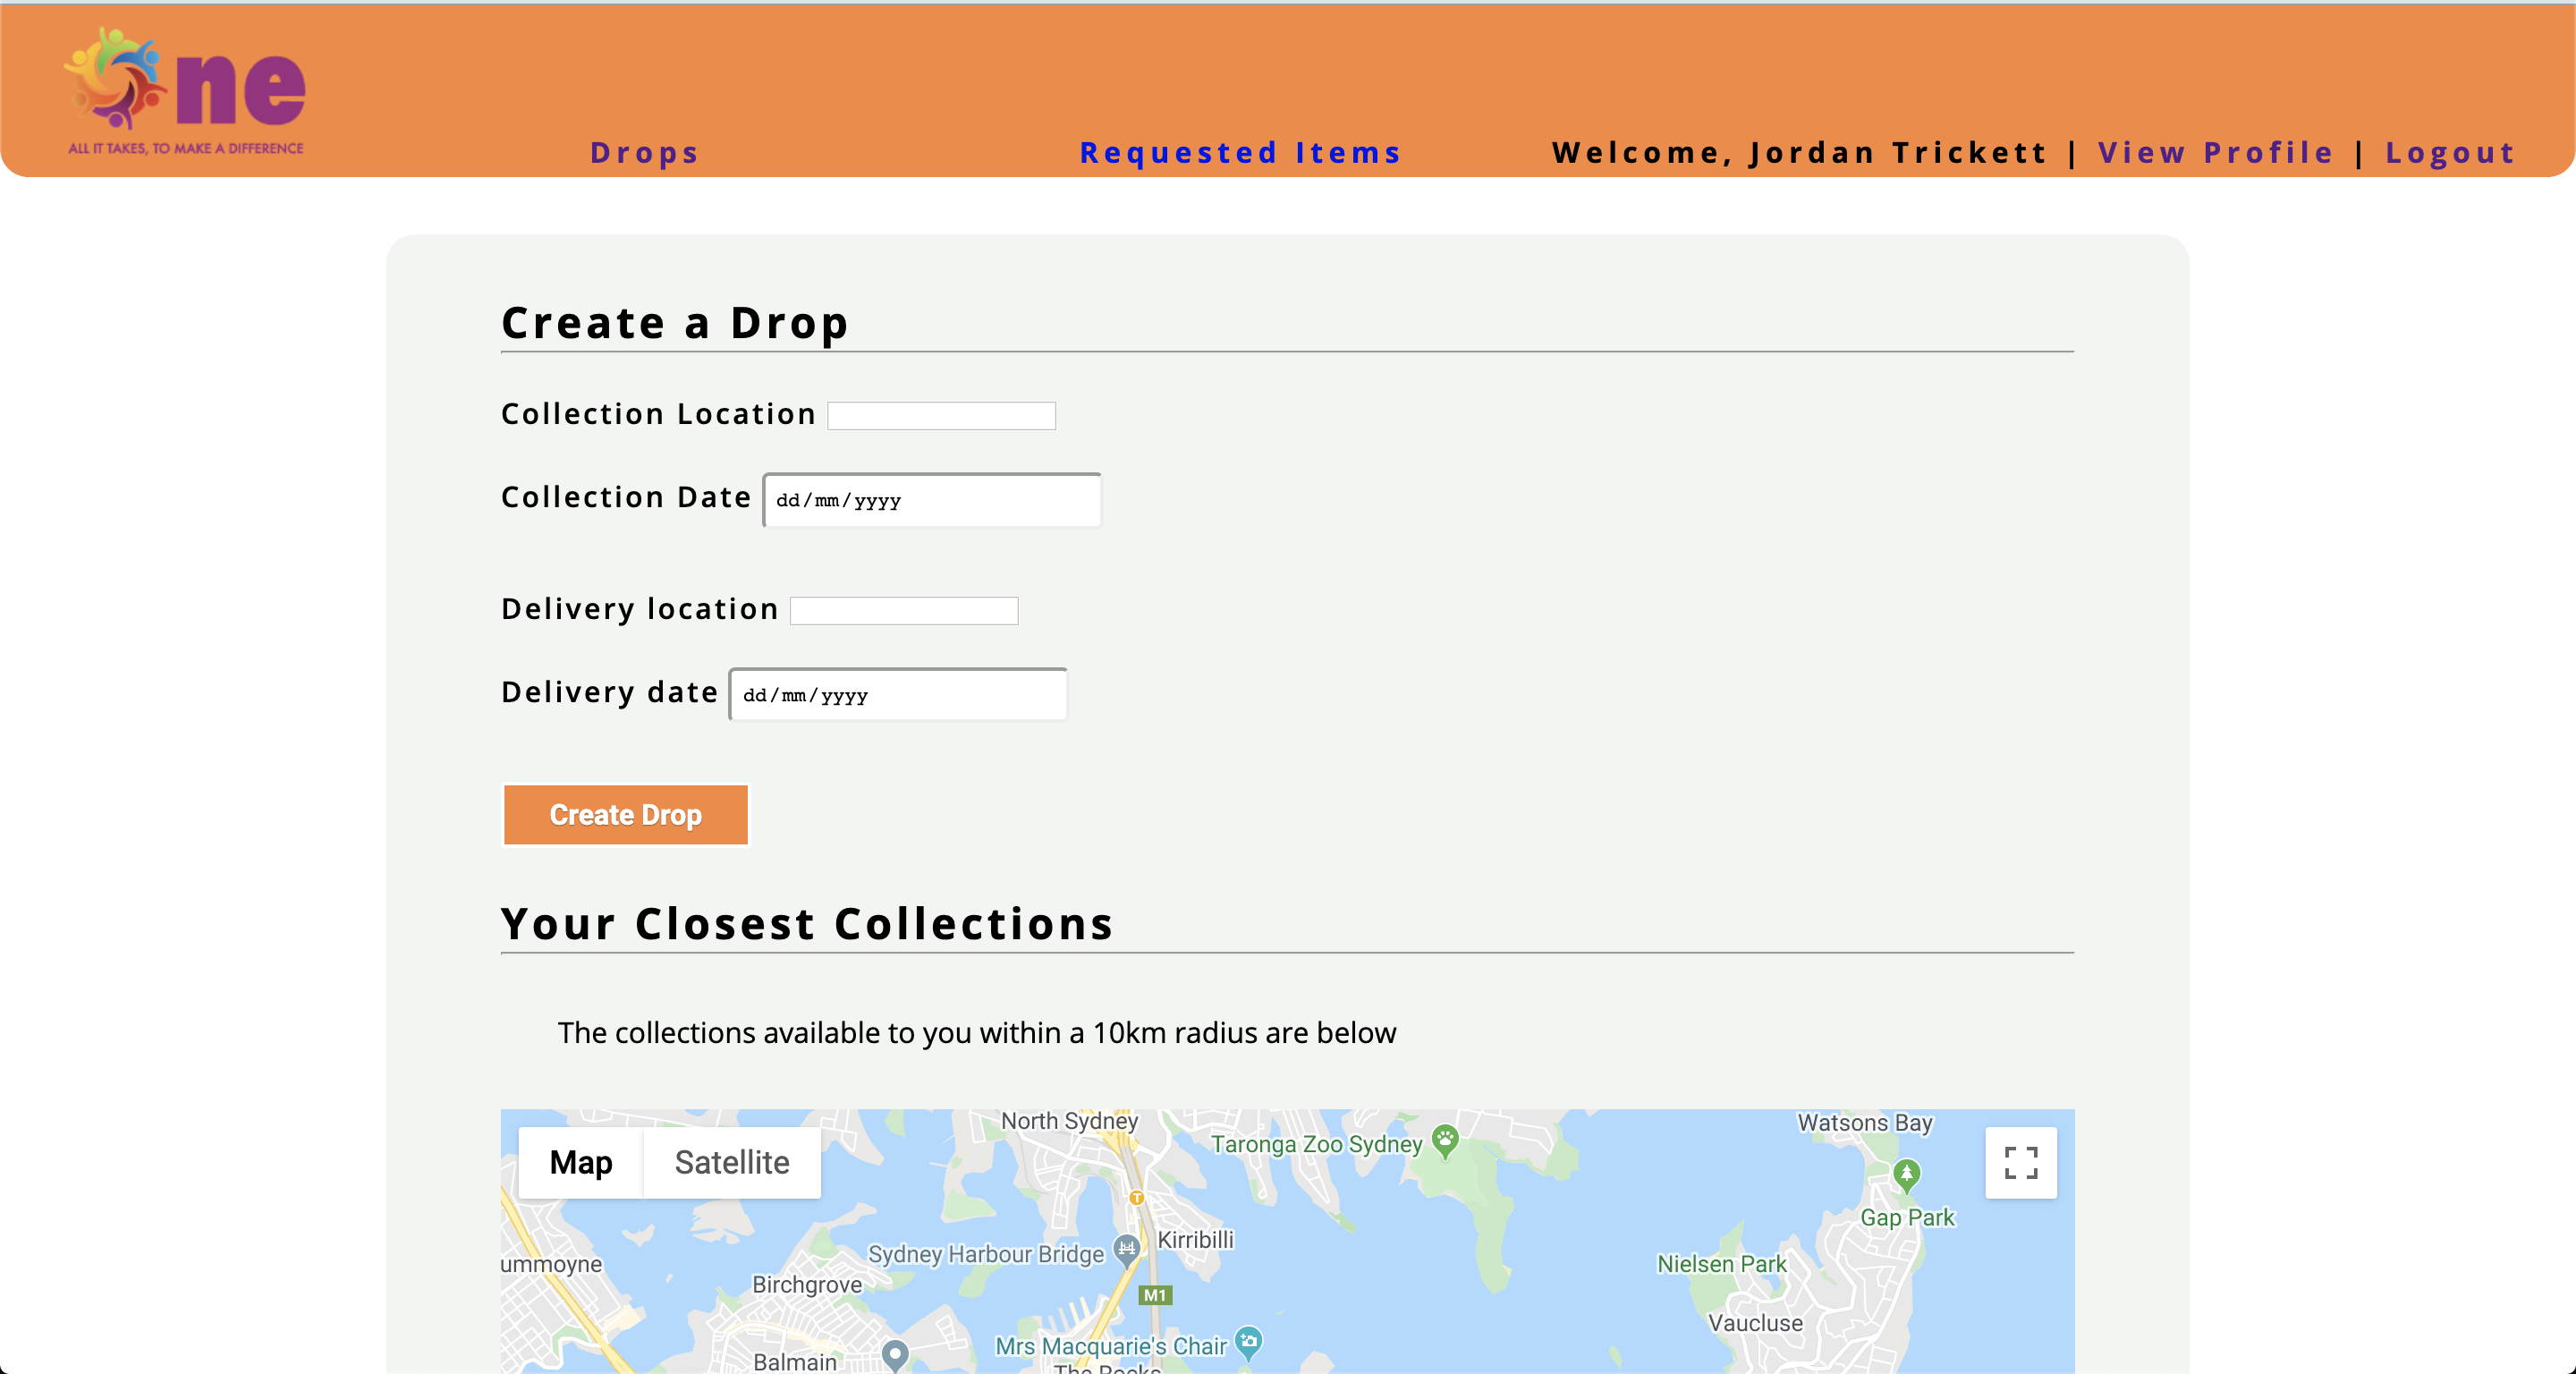 One
ALL IT TAKES, TO MAKE A DIFFERENCE
Drops
Requested Items
Welcome, Jordan Trickett | View Profile | Logout
Create a Drop
Collection Location
Collection Date dd/mm/yyyy
Delivery location
Delivery date dd/mm/yyyy
Create Drop
Your Closest Collections
The collections available to you within a 10km radius are below
Map Satellite
North Sydney
Taronga Zoo Sydney
Watsons Bay
T
Gap Park
Sydney Harbour Bridge
Kirribilli
ummoyne
Birchgrove
Nielsen Park
M1
Vaucluse
Mrs Macquarie's Chair
Balmain
The Rocks